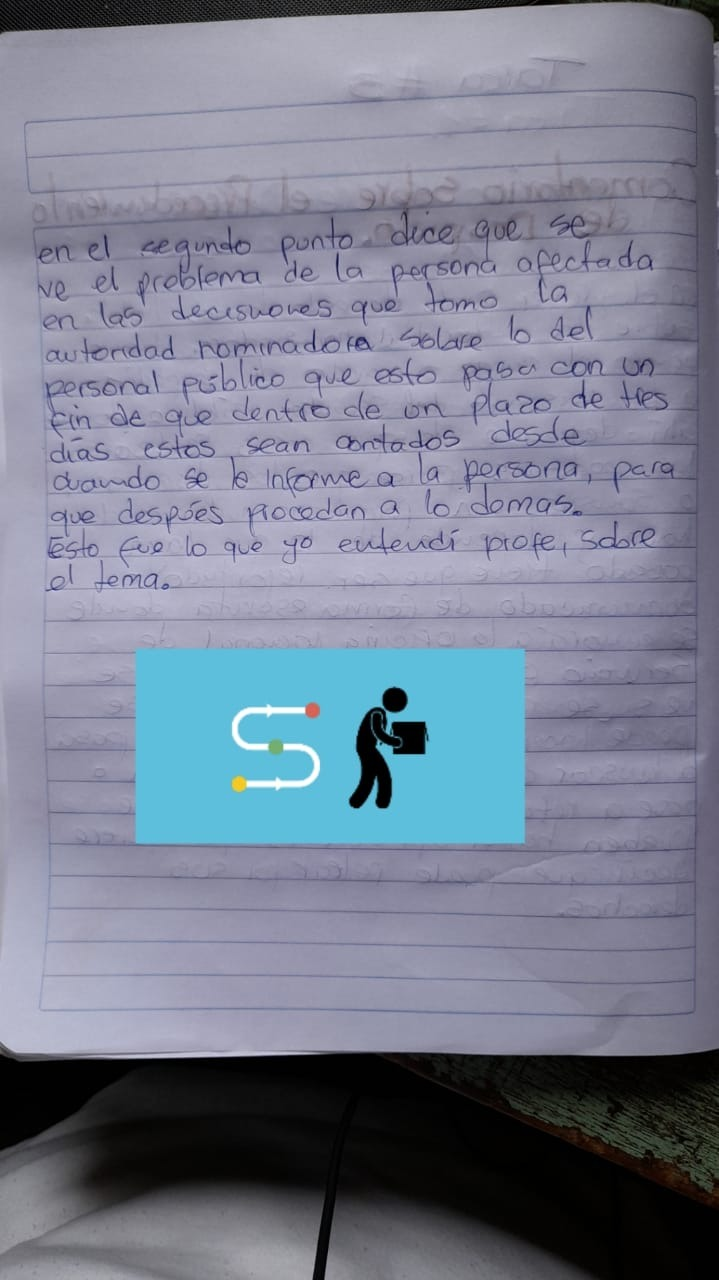 en el segundo punto dice que se
ve el problema de la persona afectada
en las decisiones que tomo la
autoridad nominadora sobre lo del
personal público que esto pasa con un
fin de que dentro de un plazo de tres
días estos sean contados desde
cuando se le informe a la persona, para
que despúes procedan a lo demas.
Esto fue lo que yo entendí profe, sobre
el tema.